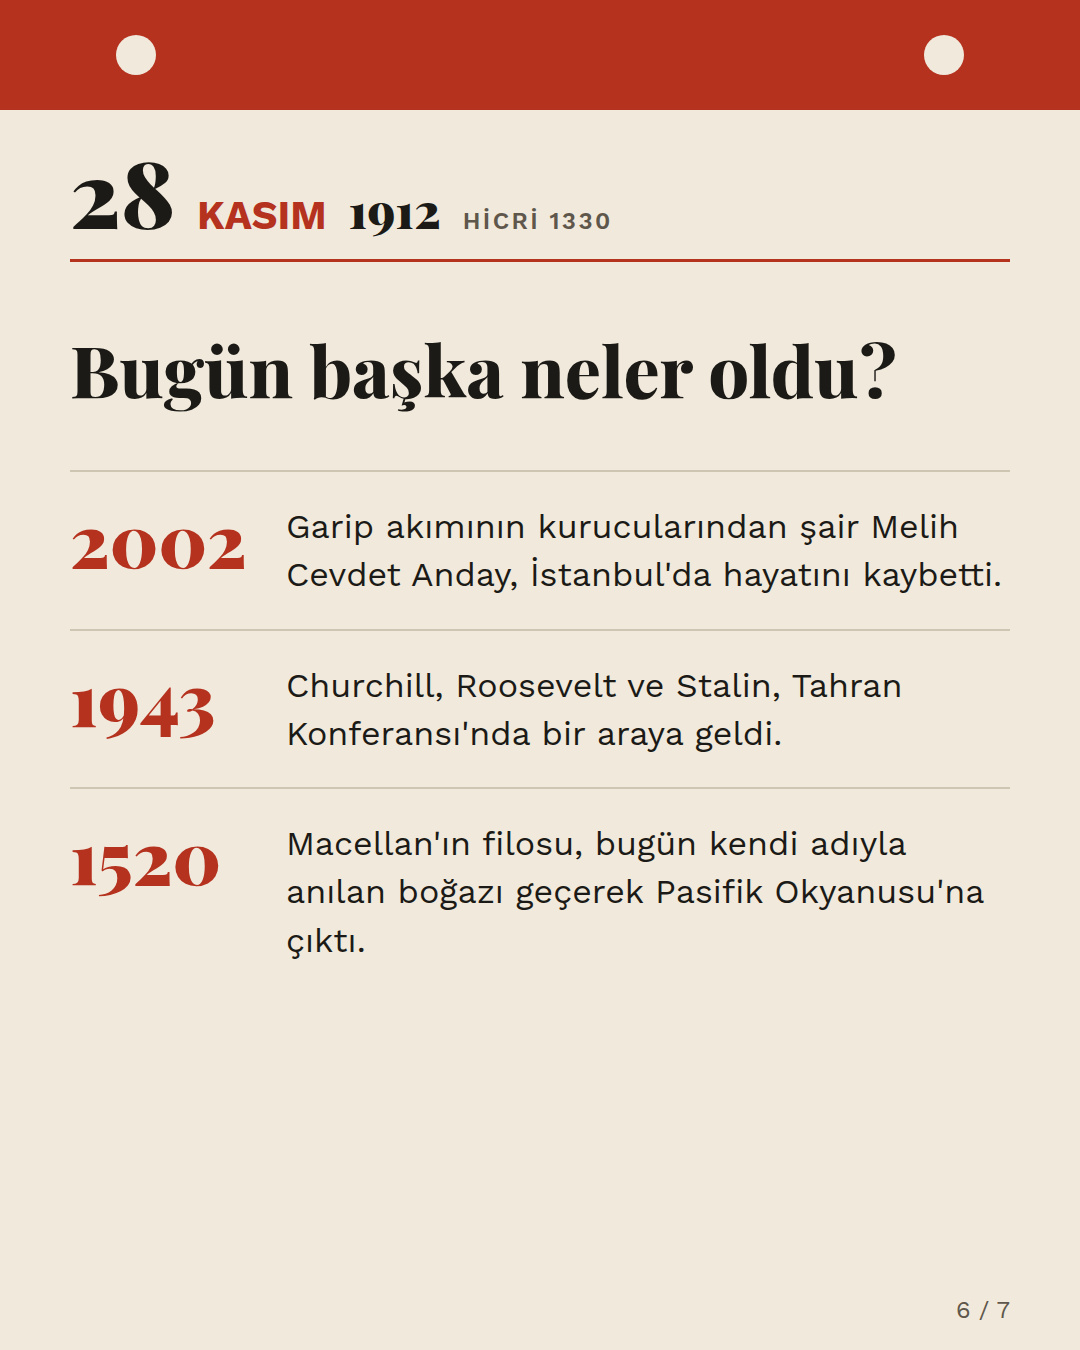 28 KASIM 1912 HİCRİ 1330
Bugün başka neler oldu?
2002
Garip akımının kurucularından şair Melih
Cevdet Anday, İstanbul'da hayatını kaybetti.
1943
Churchill, Roosevelt ve Stalin, Tahran
Konferansı'nda bir araya geldi.
1520
Macellan'ın filosu, bugün kendi adıyla
anılan boğazı geçerek Pasifik Okyanusu'na
çıktı.
6 / 7